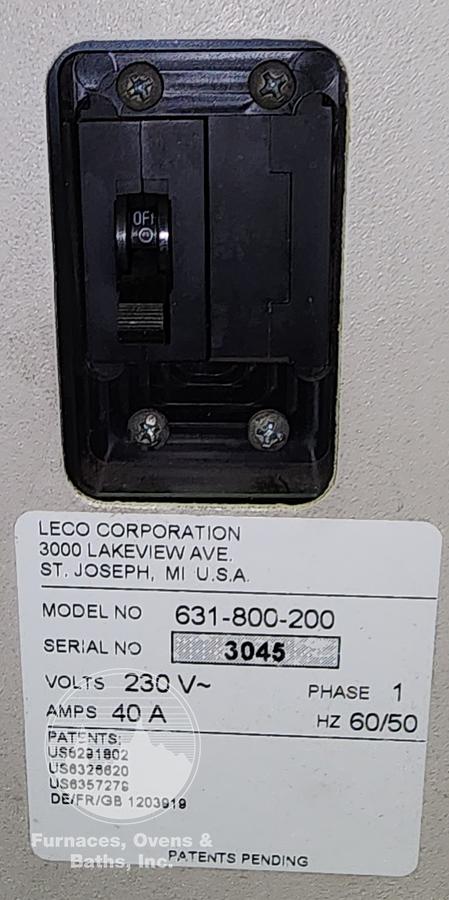 OFF
LECO CORPORATION
3000 LAKEVIEW AVE.
ST. JOSEPH, MI U.S.A.
MODEL NO 631-800-200
SERIAL NO 3045
VOLTS 230 V~ PHASE 1
AMPS 40 A HZ 60/50
PATENTS:
US6291802
US6326620
US6357279
DE/FR/GB 1203919
Furnaces, Ovens &
Baths, Inc.
PATENTS PENDING